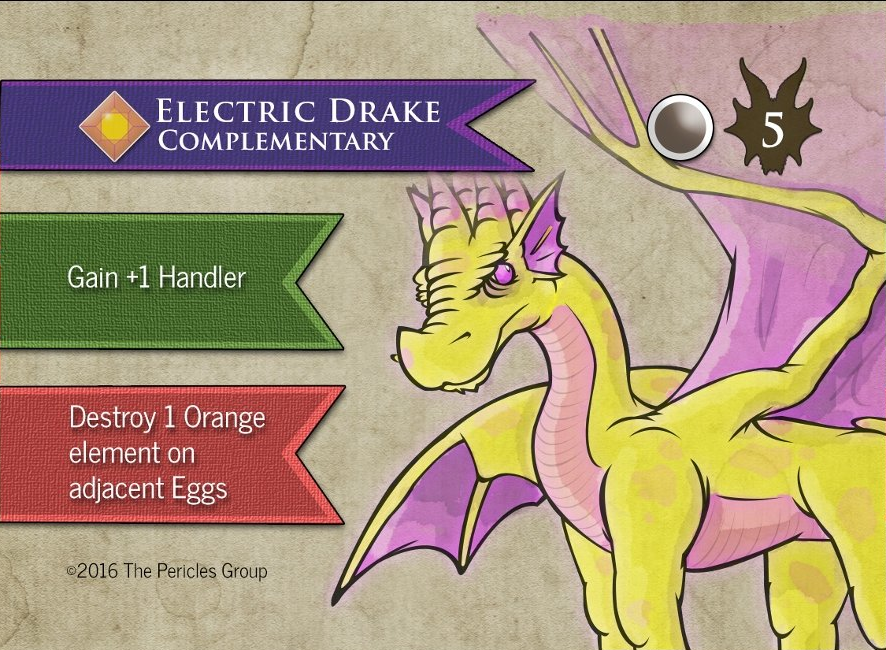 Electric Drake
Complementary
5
Gain +1 Handler
Destroy 1 Orange
element on
adjacent Eggs
©2016 The Pericles Group